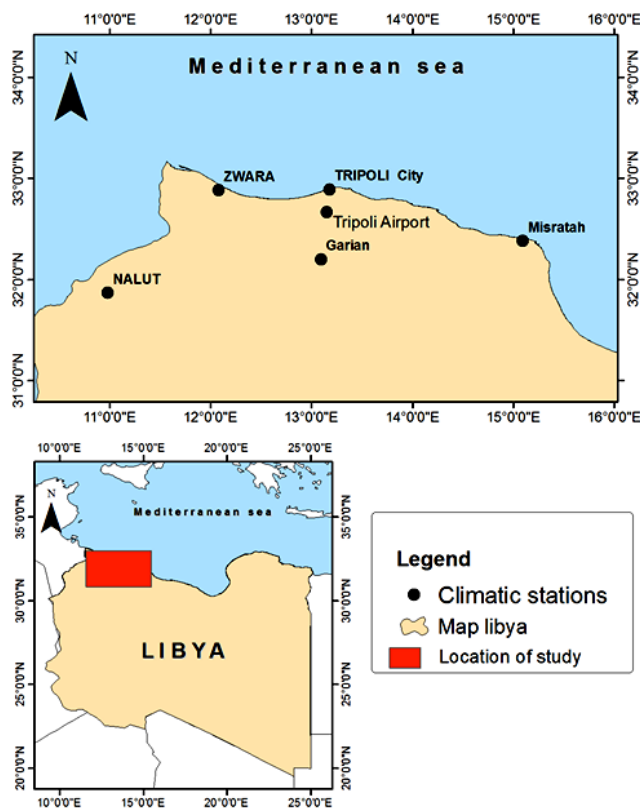 11°0'0"E 12°0'0"E 13°0'0"E 14°0'0"E 15°0'0"E 16°0'0"E
N
Mediterranean sea
34°0'0"N
34°0'0"N
33°0'0"N
33°0'0"N
ZWARA
TRIPOLI City
Tripoli Airport
Garian
Misratah
NALUT
32°0'0"N
32°0'0"N
31°0'0"N
31°0'0"N
11°0'0"E 12°0'0"E 13°0'0"E 14°0'0"E 15°0'0"E 16°0'0"E
10°0'0"E 15°0'0"E 20°0'0"E 25°0'0"E
N
Mediterranean sea
35°0'0"N
35°0'0"N
30°0'0"N
30°0'0"N
LIBYA
25°0'0"N
25°0'0"N
20°0'0"N
20°0'0"N
10°0'0"E 15°0'0"E 20°0'0"E 25°0'0"E
Legend
Climatic stations
Map libya
Location of study